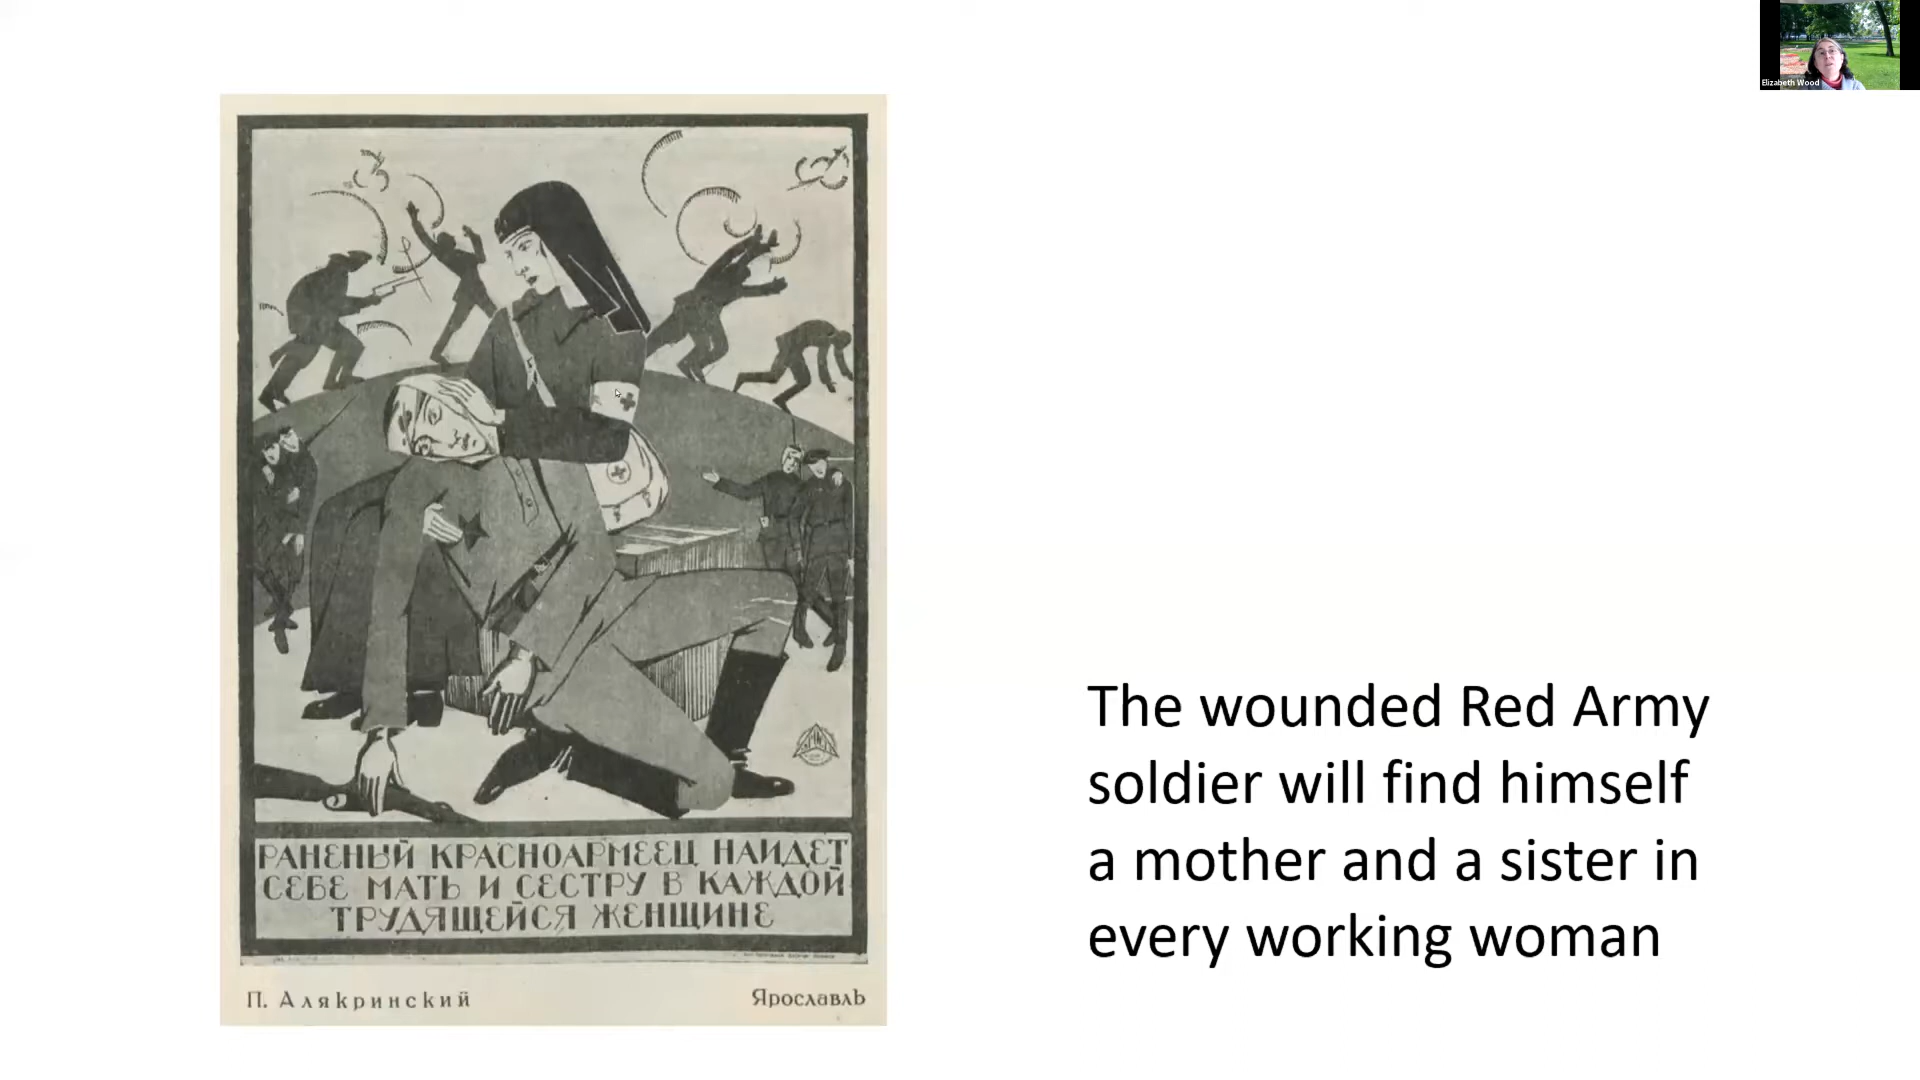 Elizabeth Wood
РАНЕНЫЙ КРАСНОАРМЕЕЦ НАЙДЕТ
СЕБЕ МАТЬ И СЕСТРУ В КАЖДОЙ
ТРУДЯЩЕЙСЯ ЖЕНЩИНЕ
П. Алякринский
Ярославль
The wounded Red Army
soldier will find himself
a mother and a sister in
every working woman